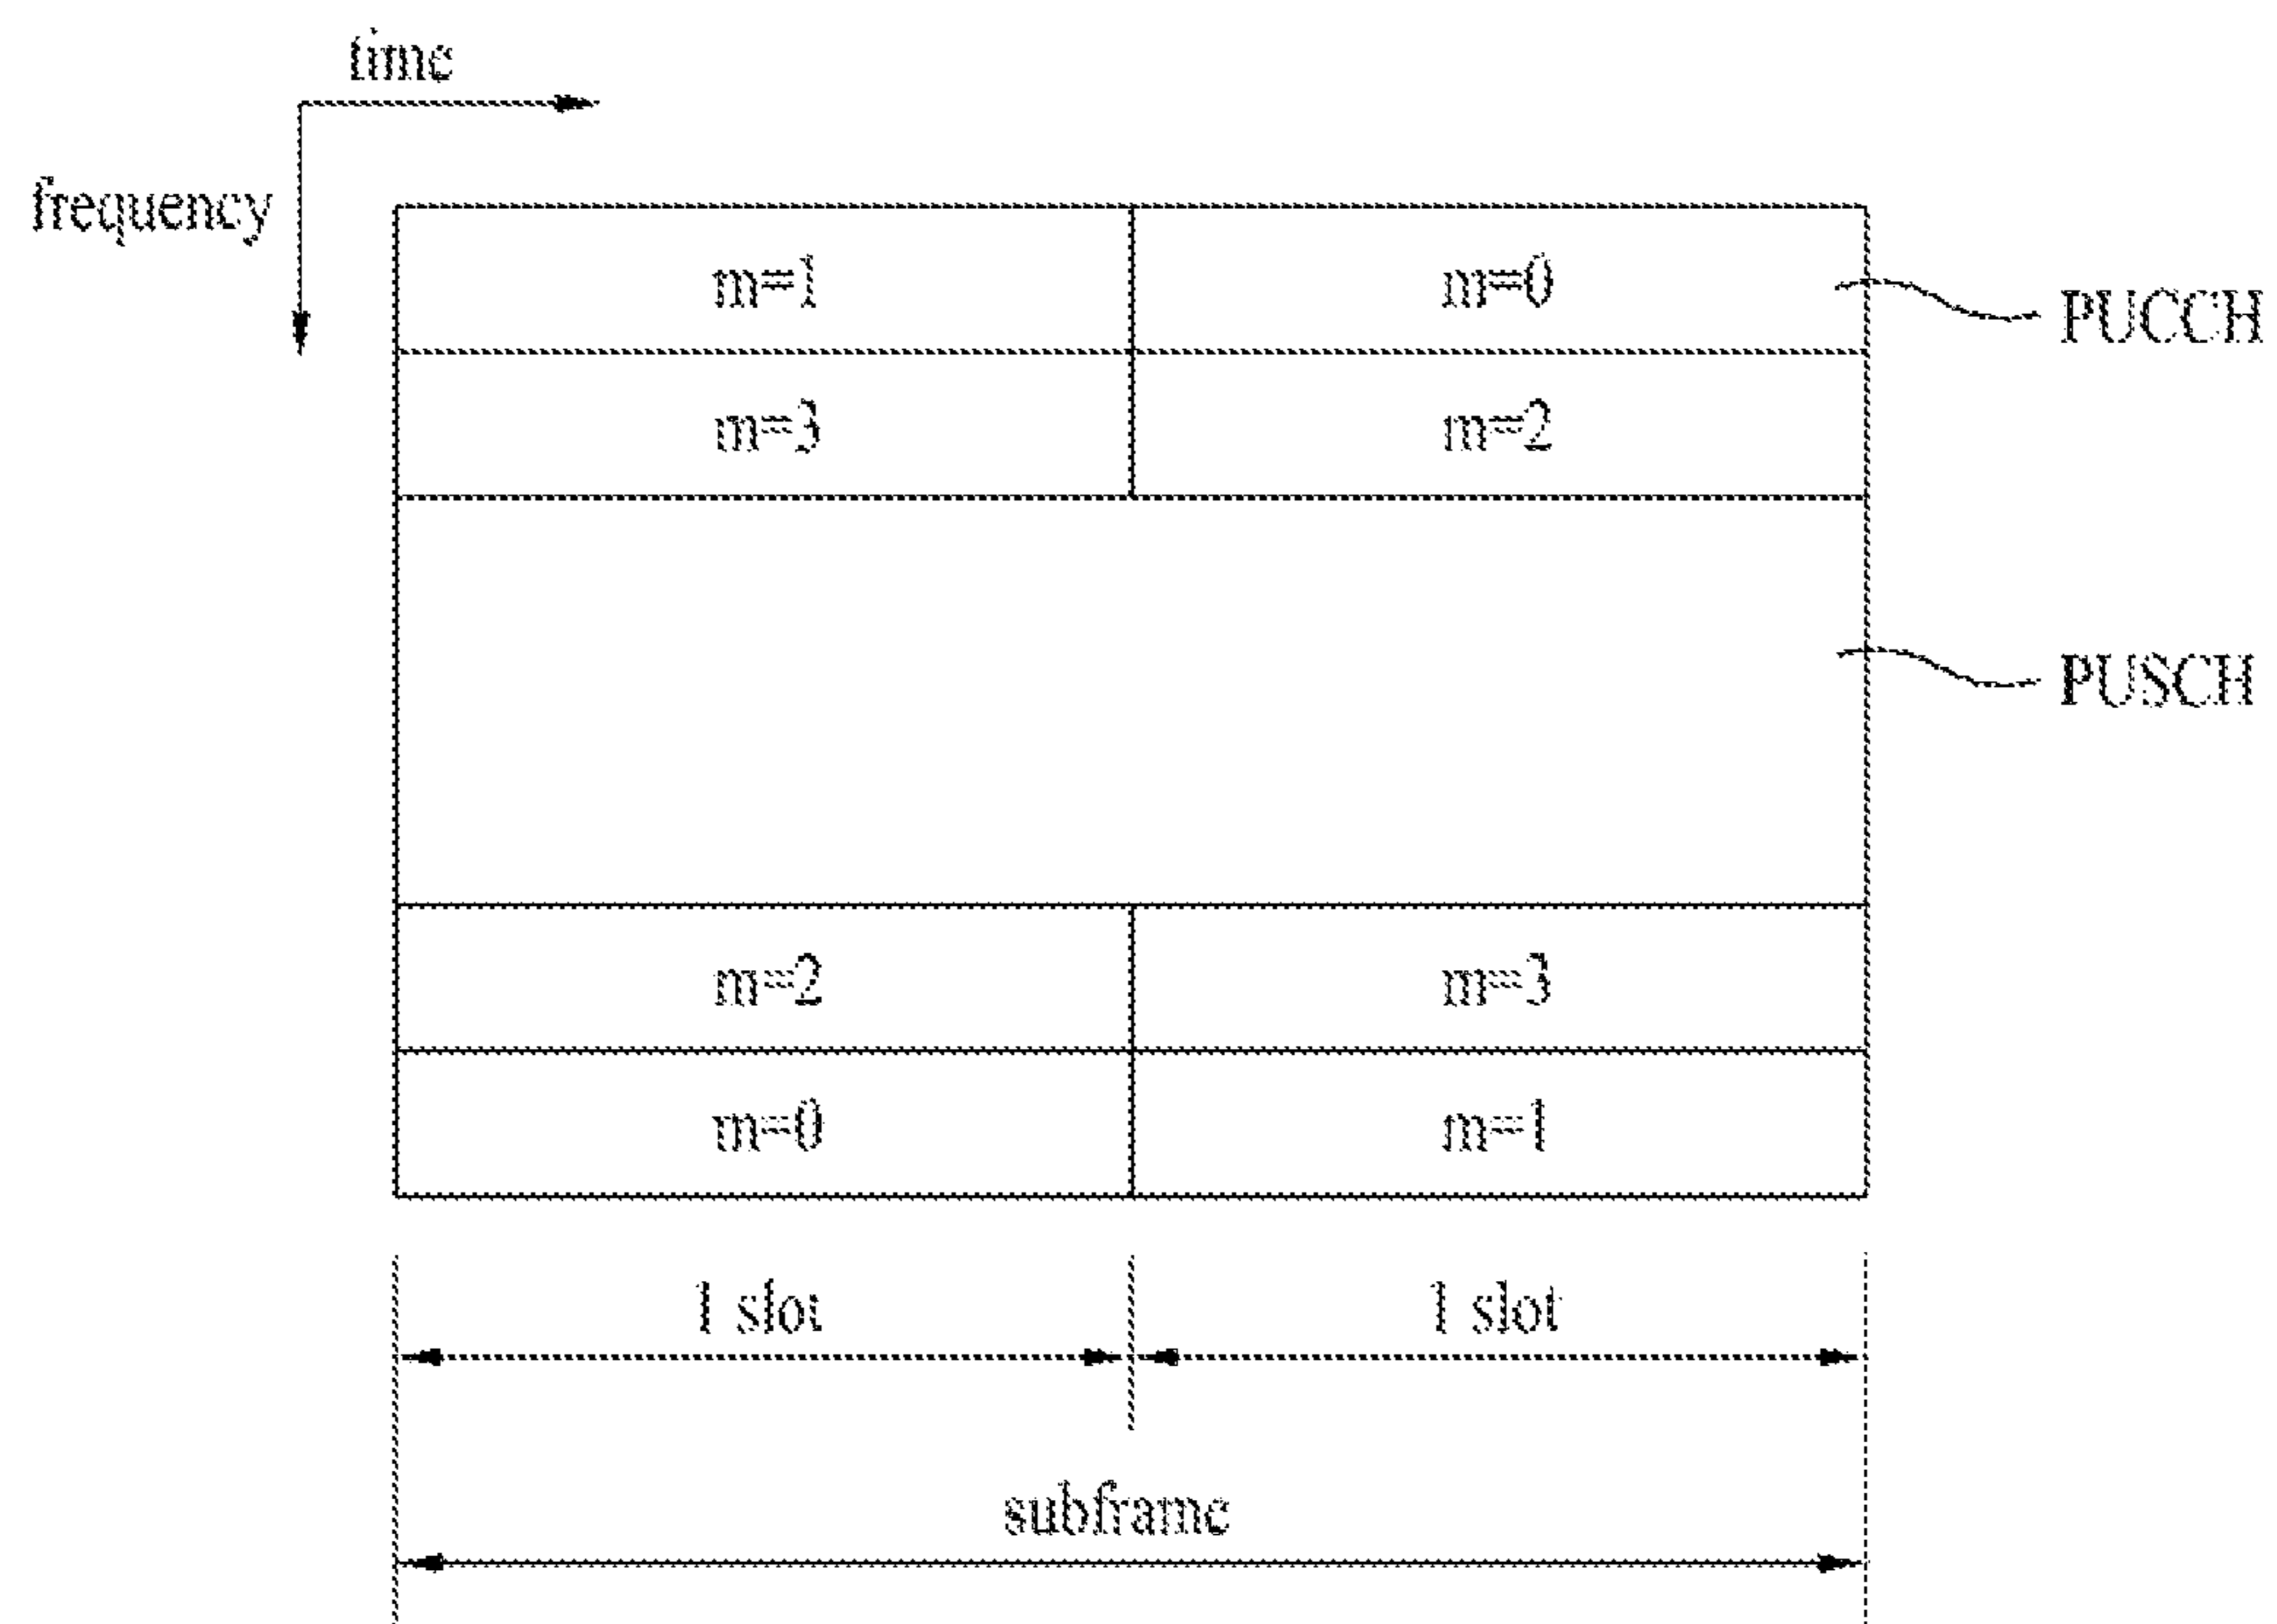 time
frequency
m=1 m=0
PUCCH
m=3 m=2
PUSCH
m=2 m=3
m=0 m=1
1 slot 1 slot
subframe